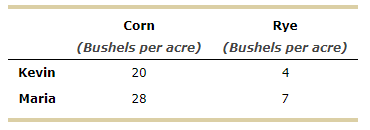 Corn Rye
(Bushels per acre) (Bushels per acre)
Kevin 20 4
Maria 28 7